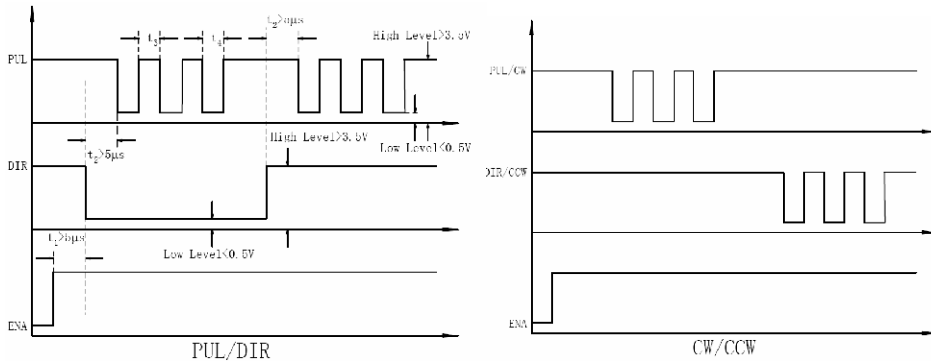 t₂>5μs
t₃
t₄
High Level>3.5V
PUL
High Level>3.5V
Low Level<0.5V
t₂>5μs
DIR
t₁>5μs
Low Level<0.5V
ENA
PUL/DIR
PUL/CW
DIR/CCW
ENA
CW/CCW